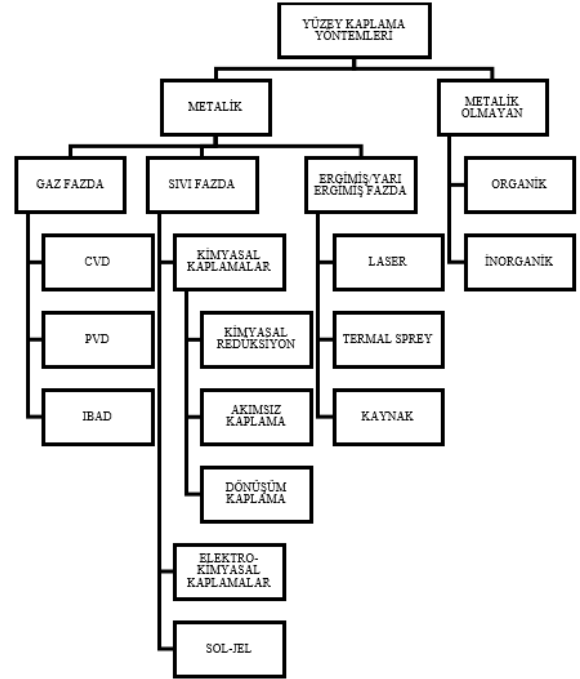 YÜZEY KAPLAMA
YÖNTEMLERİ
METALİK
METALİK
OLMAYAN
GAZ FAZDA
SIVI FAZDA
ERGİMİŞ/YARI
ERGİMİŞ FAZDA
ORGANİK
İNORGANİK
CVD
PVD
IBAD
KİMYASAL
KAPLAMALAR
KİMYASAL
REDÜKSIYON
AKIMSIZ
KAPLAMA
DÖNÜŞÜM
KAPLAMA
ELEKTRO-
KİMYASAL
KAPLAMALAR
SOL-JEL
LASER
TERMAL SPREY
KAYNAK